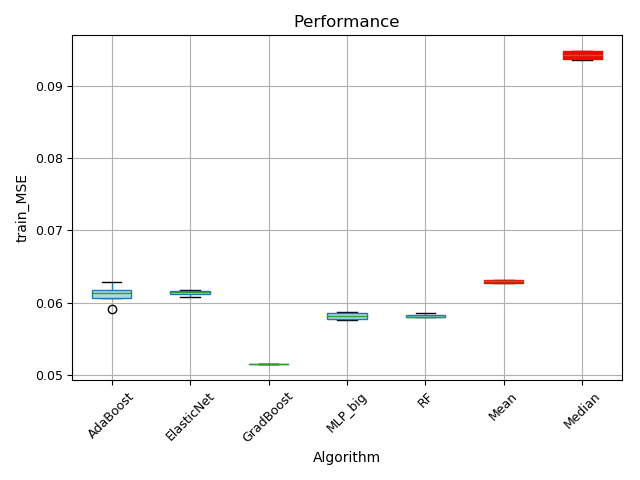 Performance
train_MSE
0.09
0.08
0.07
0.06
0.05
AdaBoost
ElasticNet
GradBoost
MLP_big
RF
Mean
Median
Algorithm